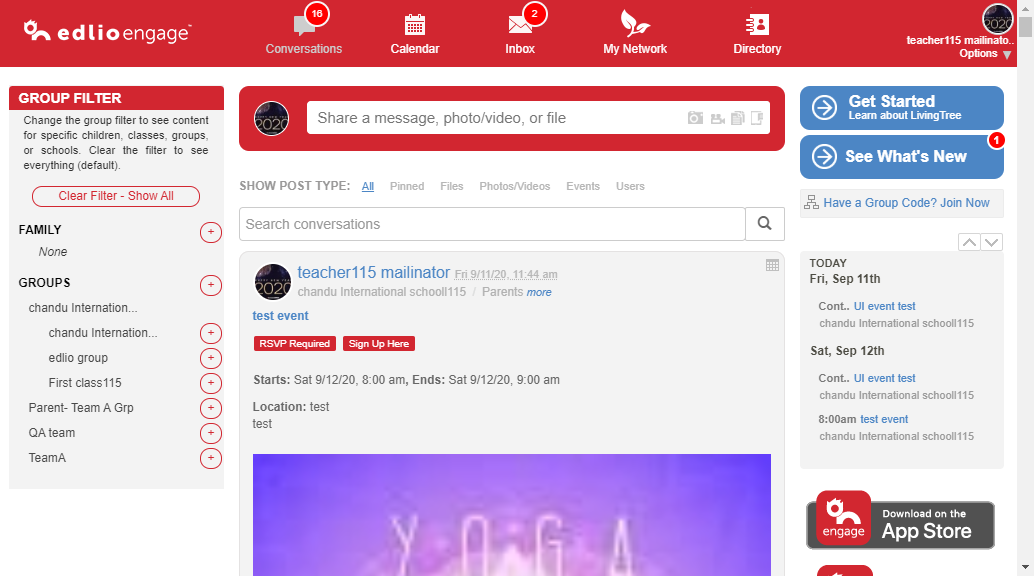 edlio engage™
16
Conversations
Calendar
2
Inbox
My Network
Directory
teacher115 mailinato..
Options ▼
GROUP FILTER
Change the group filter to see content
for specific children, classes, groups,
or schools. Clear the filter to see
everything (default).
Clear Filter - Show All
FAMILY
+
None
GROUPS
+
chandu Internation...
chandu Internation...
+
edlio group
+
First class115
+
Parent- Team A Grp
+
QA team
+
TeamA
+
2020
Share a message, photo/video, or file
SHOW POST TYPE: All Pinned Files Photos/Videos Events Users
Search conversations
2020
teacher115 mailinator Fri 9/11/20, 11:44 am
chandu International schooll115 / Parents more
test event
RSVP Required Sign Up Here
Starts: Sat 9/12/20, 8:00 am, Ends: Sat 9/12/20, 9:00 am
Location: test
test
YOGA
Get Started
Learn about LivingTree
1
See What's New
Have a Group Code? Join Now
TODAY
Fri, Sep 11th
Cont.. UI event test
chandu International schooll115
Sat, Sep 12th
Cont.. UI event test
chandu International schooll115
8:00am test event
chandu International schooll115
engage
Download on the
App Store